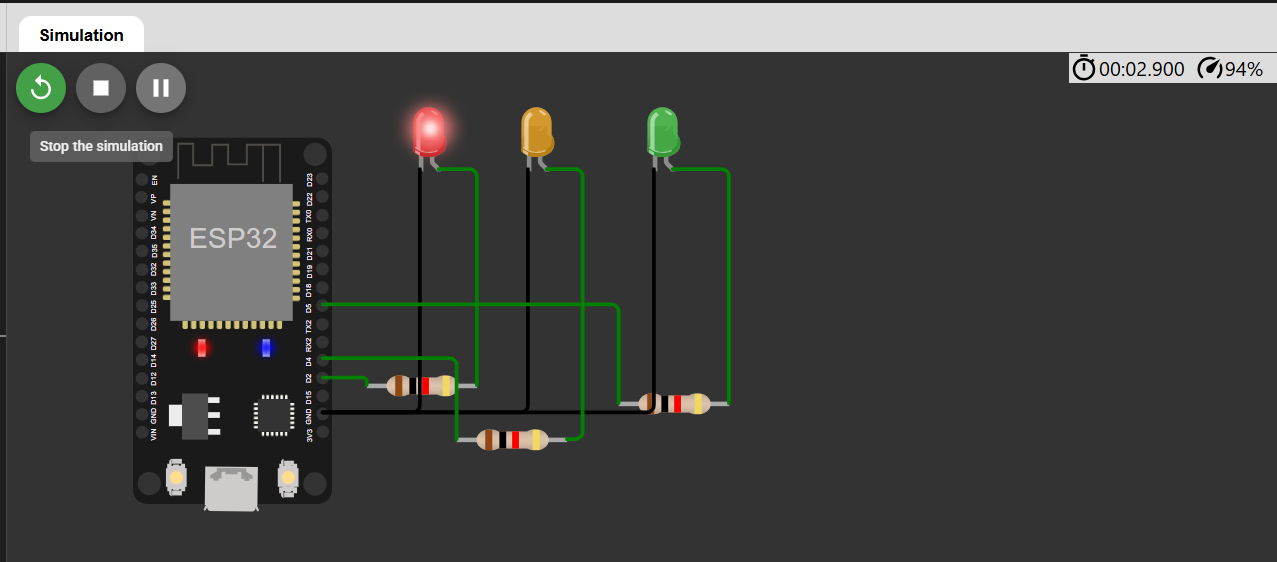 Simulation
00:02.900 94%
Stop the simulation
ESP32
EN
VP
VN
D34
D35
D32
D33
D25
D26
D27
D14
D12
D13
GND
VIN
D23
D22
TX0
RX0
D21
D19
D18
D5
TX2
RX2
D4
D2
D15
GND
3V3